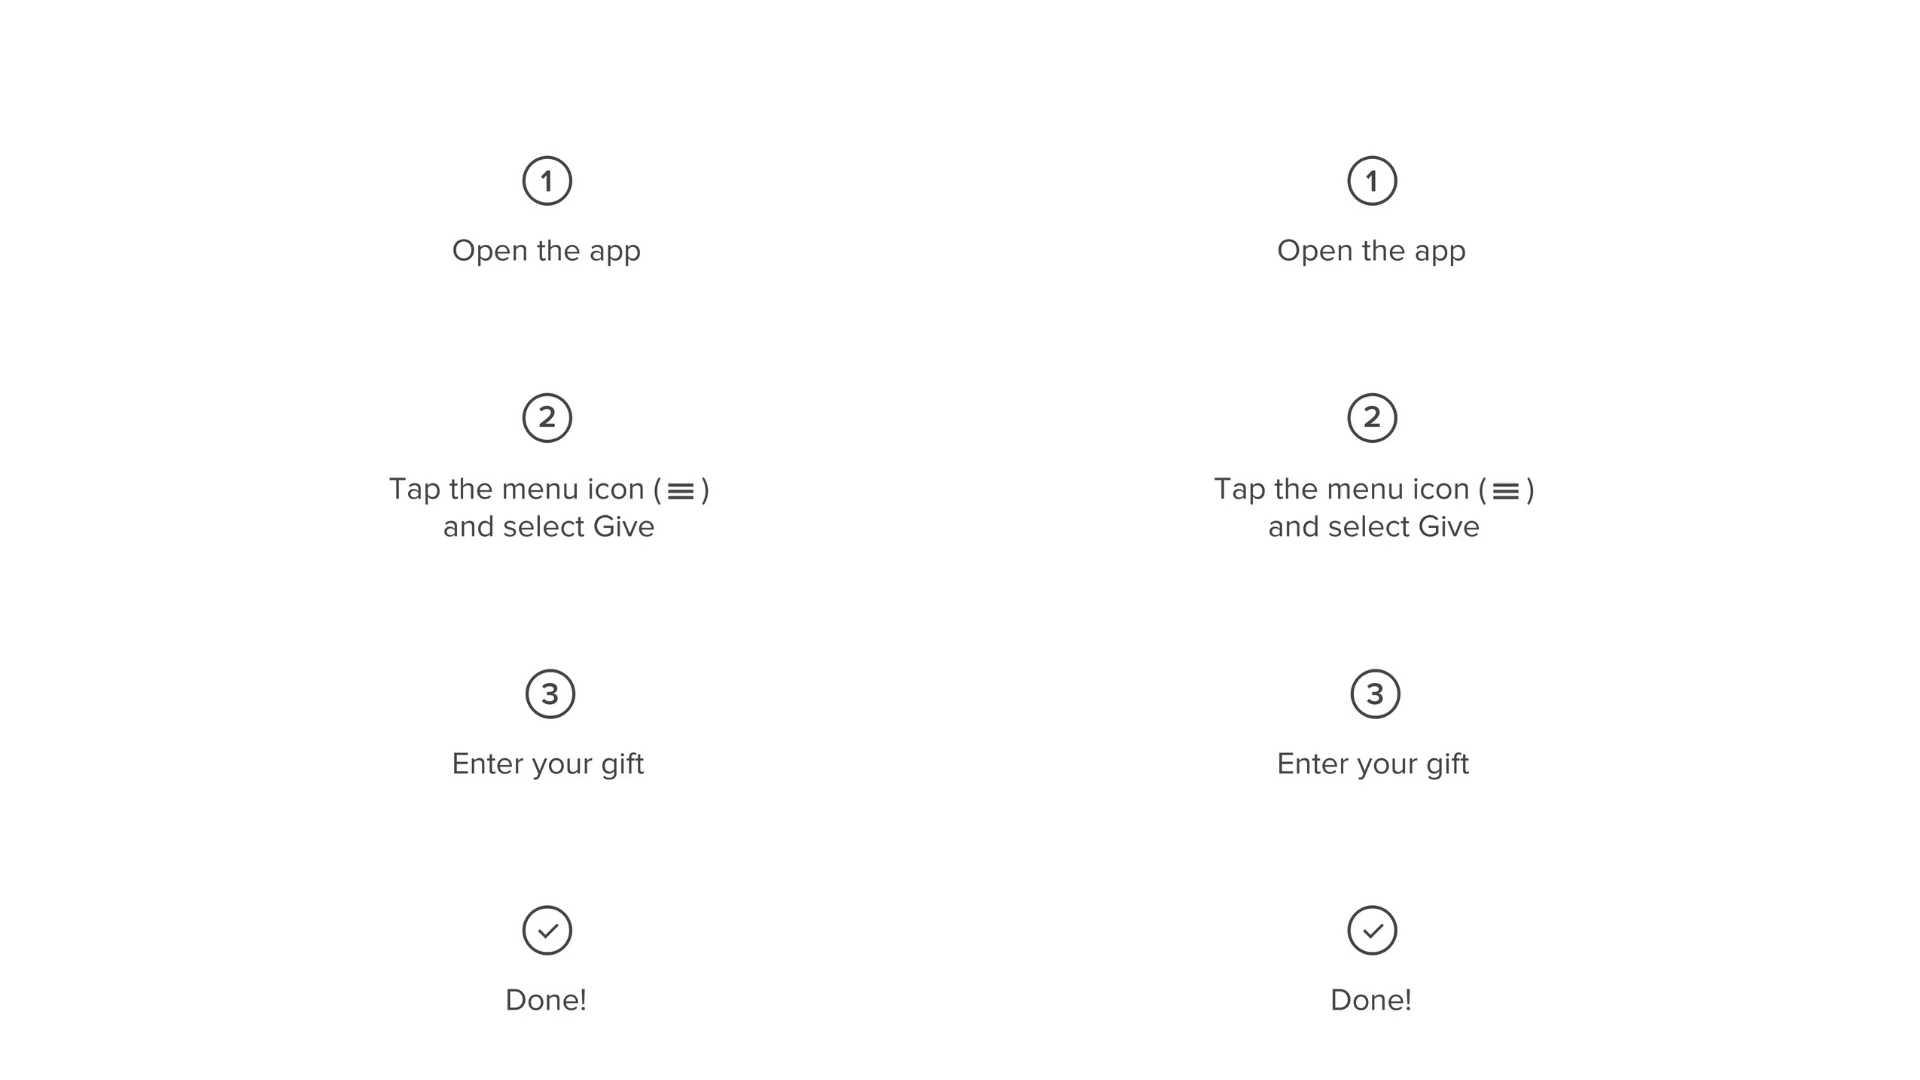 1
Open the app
2
Tap the menu icon (≡)
and select Give
3
Enter your gift
Done!
1
Open the app
2
Tap the menu icon (≡)
and select Give
3
Enter your gift
Done!